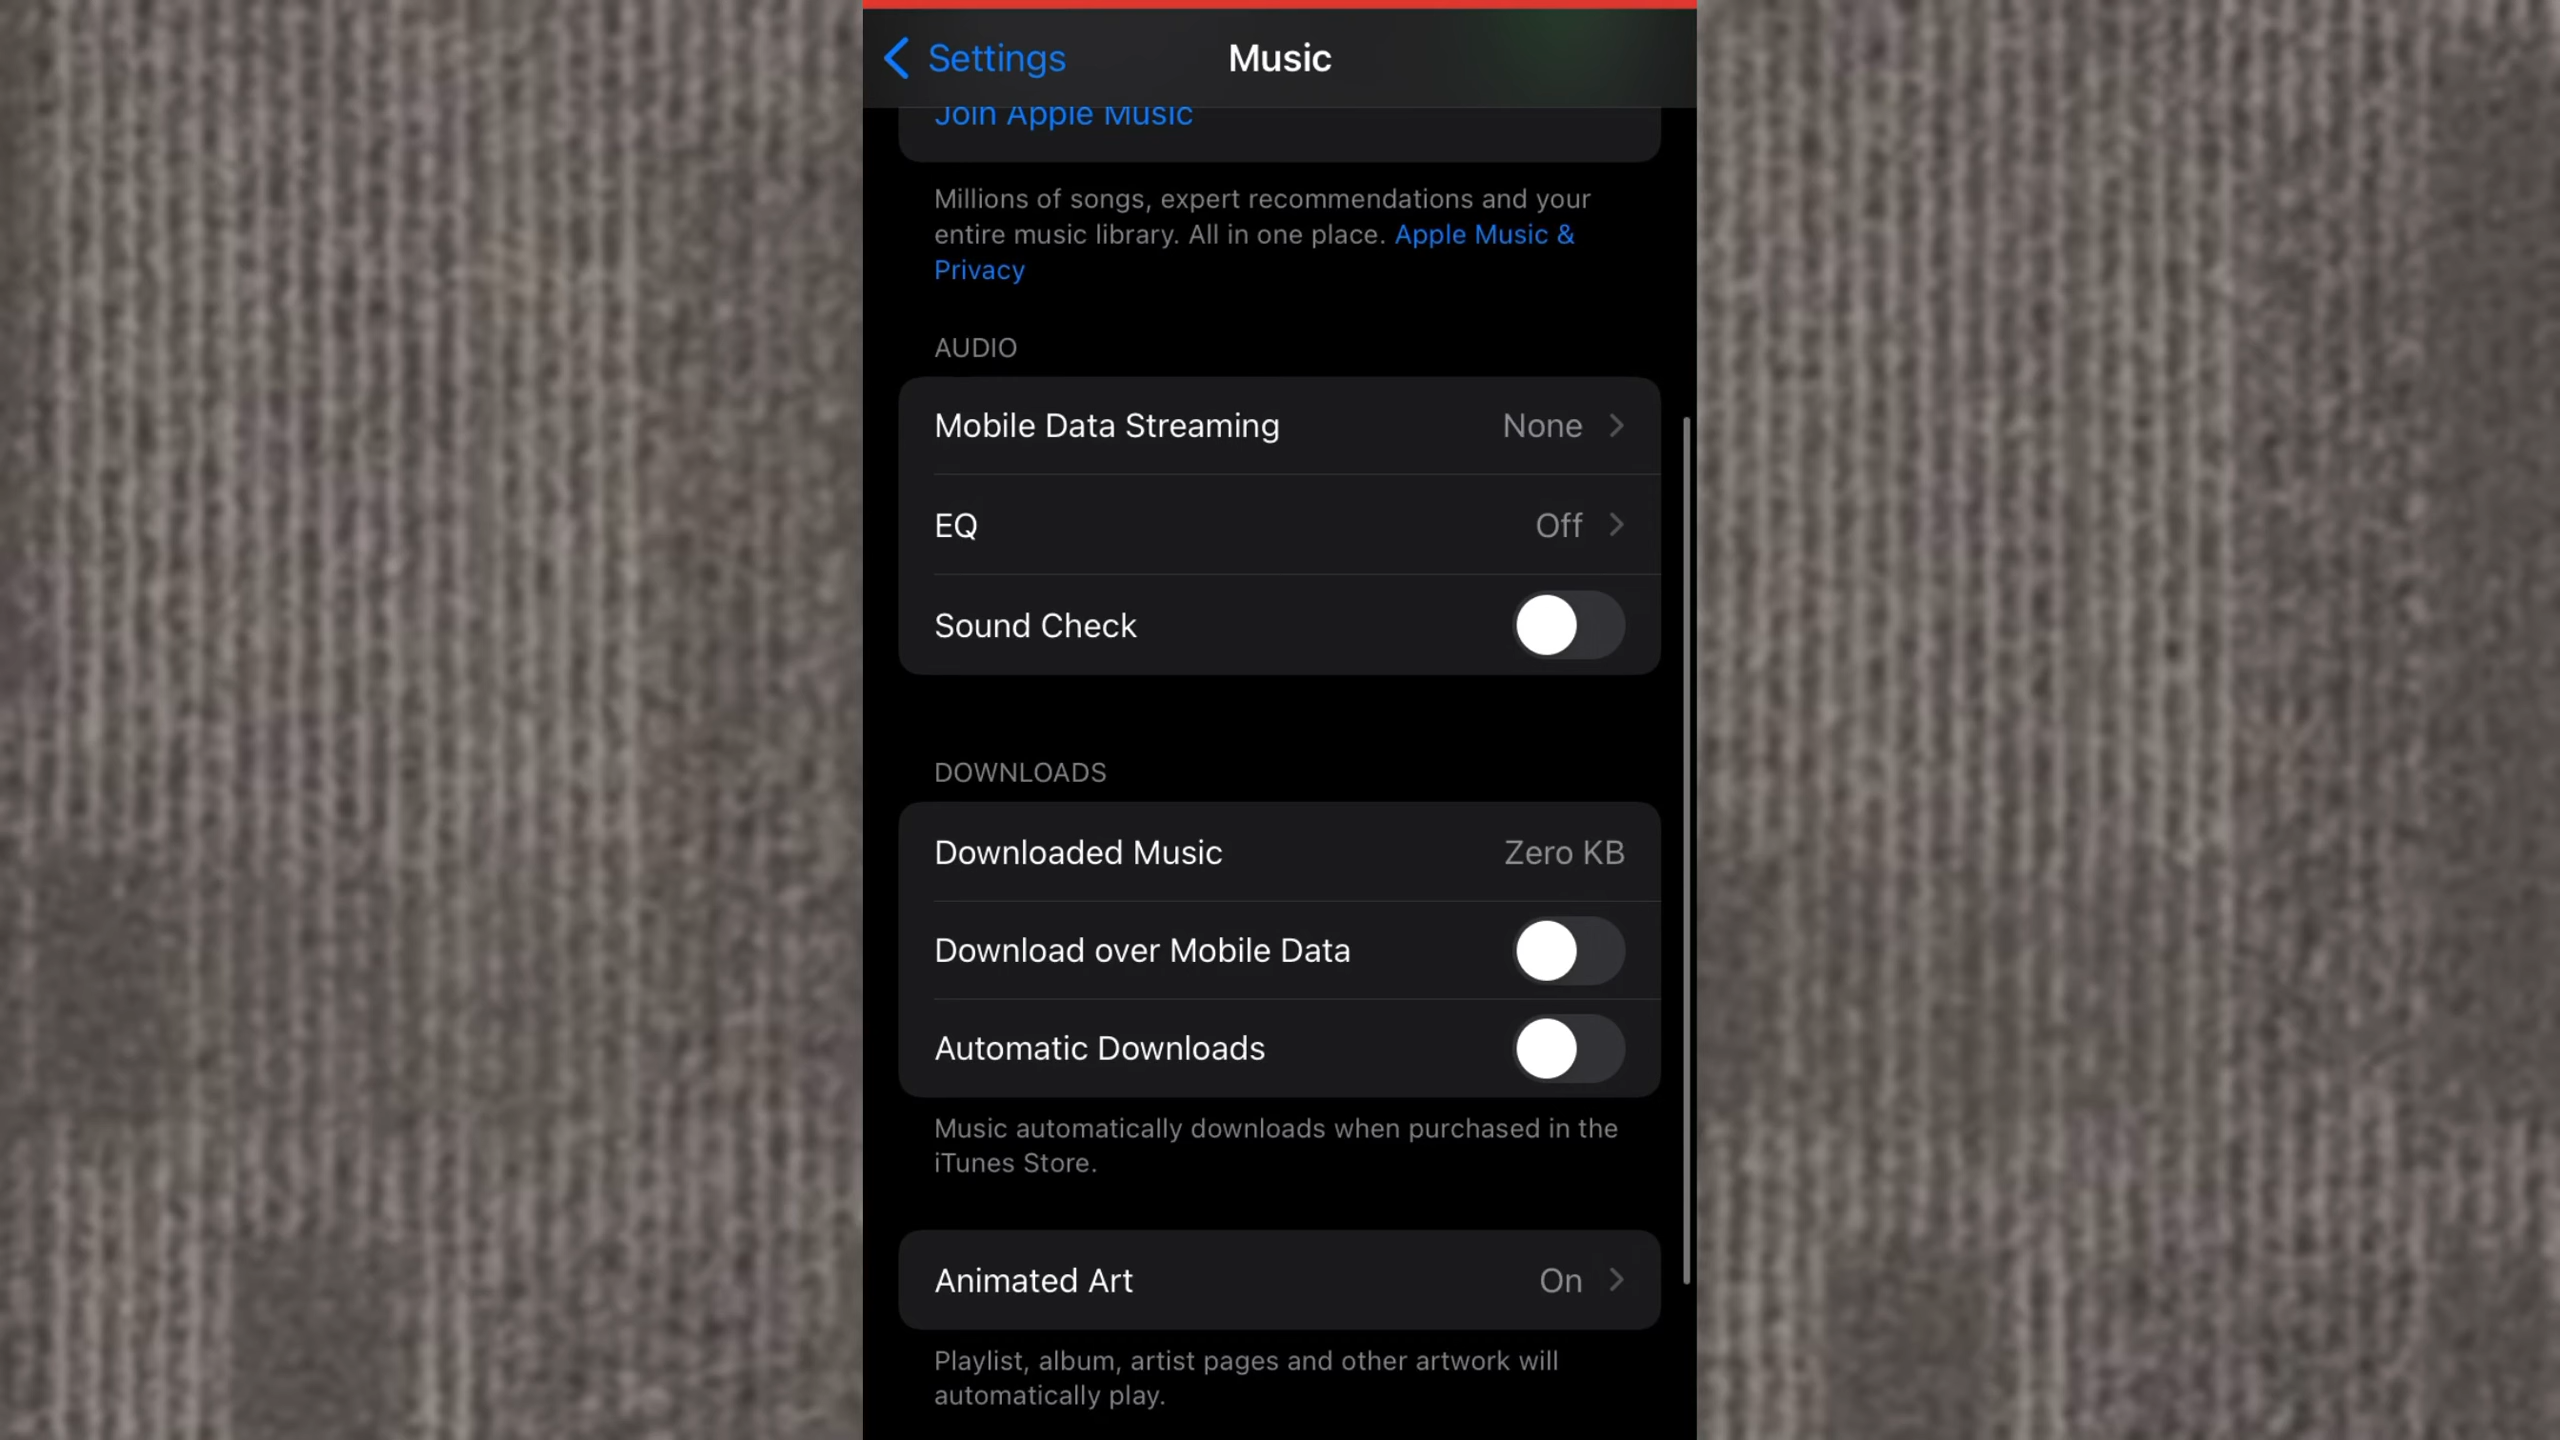 Settings
Music
Join Apple Music
Millions of songs, expert recommendations and your
entire music library. All in one place. Apple Music &
Privacy
AUDIO
Mobile Data Streaming None
EQ Off
Sound Check
DOWNLOADS
Downloaded Music Zero KB
Download over Mobile Data
Automatic Downloads
Music automatically downloads when purchased in the
iTunes Store.
Animated Art On
Playlist, album, artist pages and other artwork will
automatically play.